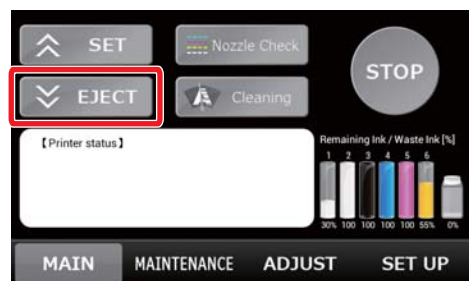 SET
Nozzle Check
STOP
EJECT
Cleaning
【Printer status】
Remaining Ink / Waste Ink [%]
1 2 3 4 5 6
30% 100 100 100 100 55% 0%
MAIN MAINTENANCE ADJUST SET UP